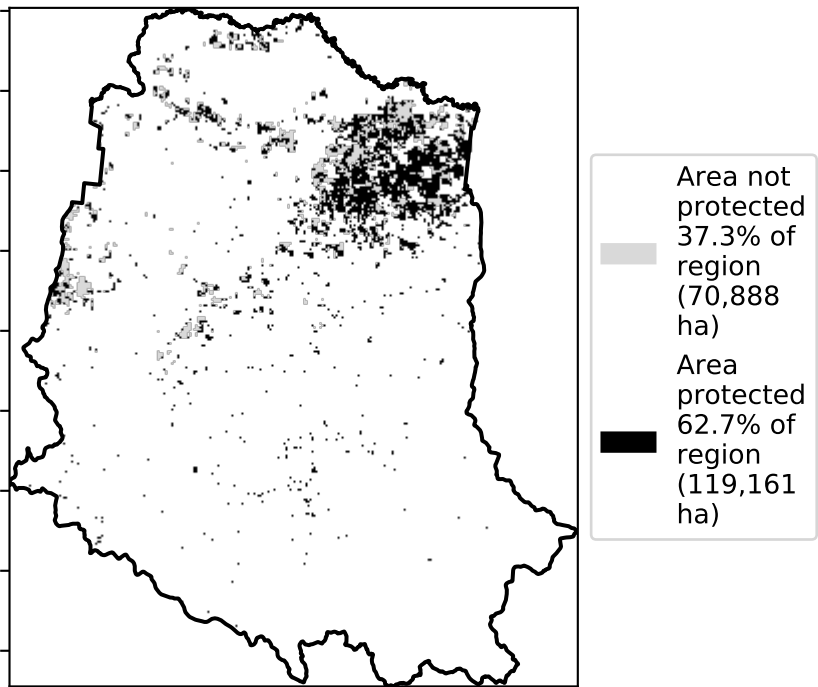 Area not
protected
37.3% of
region
(70,888
ha)
Area
protected
62.7% of
region
(119,161
ha)